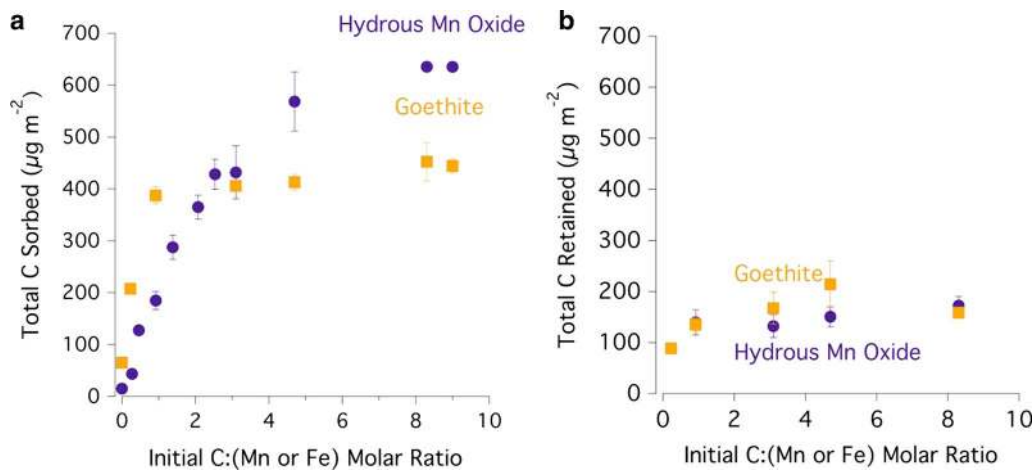 a
Hydrous Mn Oxide
Goethite
Total C Sorbed (µg m⁻²)
700
600
500
400
300
200
100
0
0 2 4 6 8 10
Initial C:(Mn or Fe) Molar Ratio
b
Goethite
Hydrous Mn Oxide
Total C Retained (µg m⁻²)
700
600
500
400
300
200
100
0
0 2 4 6 8 10
Initial C:(Mn or Fe) Molar Ratio